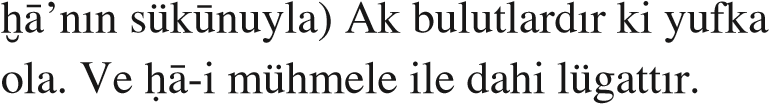 ḫā’nın sükūnuyla) Ak bulutlardır ki yufka
ola. Ve ḥā-i mühmele ile dahi lügattır.